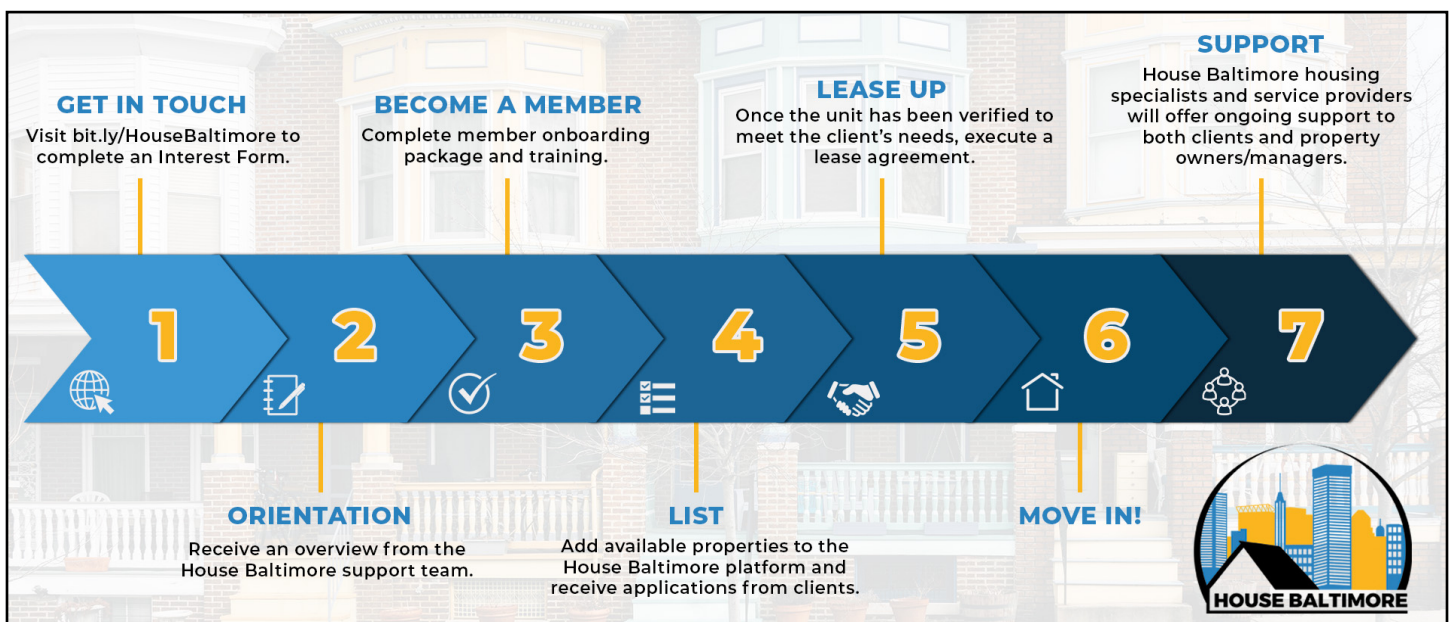 GET IN TOUCH
Visit bit.ly/HouseBaltimore to
complete an Interest Form.
1
2
ORIENTATION
Receive an overview from the
House Baltimore support team.
BECOME A MEMBER
Complete member onboarding
package and training.
3
4
LIST
Add available properties to the
House Baltimore platform and
receive applications from clients.
LEASE UP
Once the unit has been verified to
meet the client's needs, execute a
lease agreement.
5
6
MOVE IN!
SUPPORT
House Baltimore housing
specialists and service providers
will offer ongoing support to
both clients and property
owners/managers.
7
HOUSE BALTIMORE